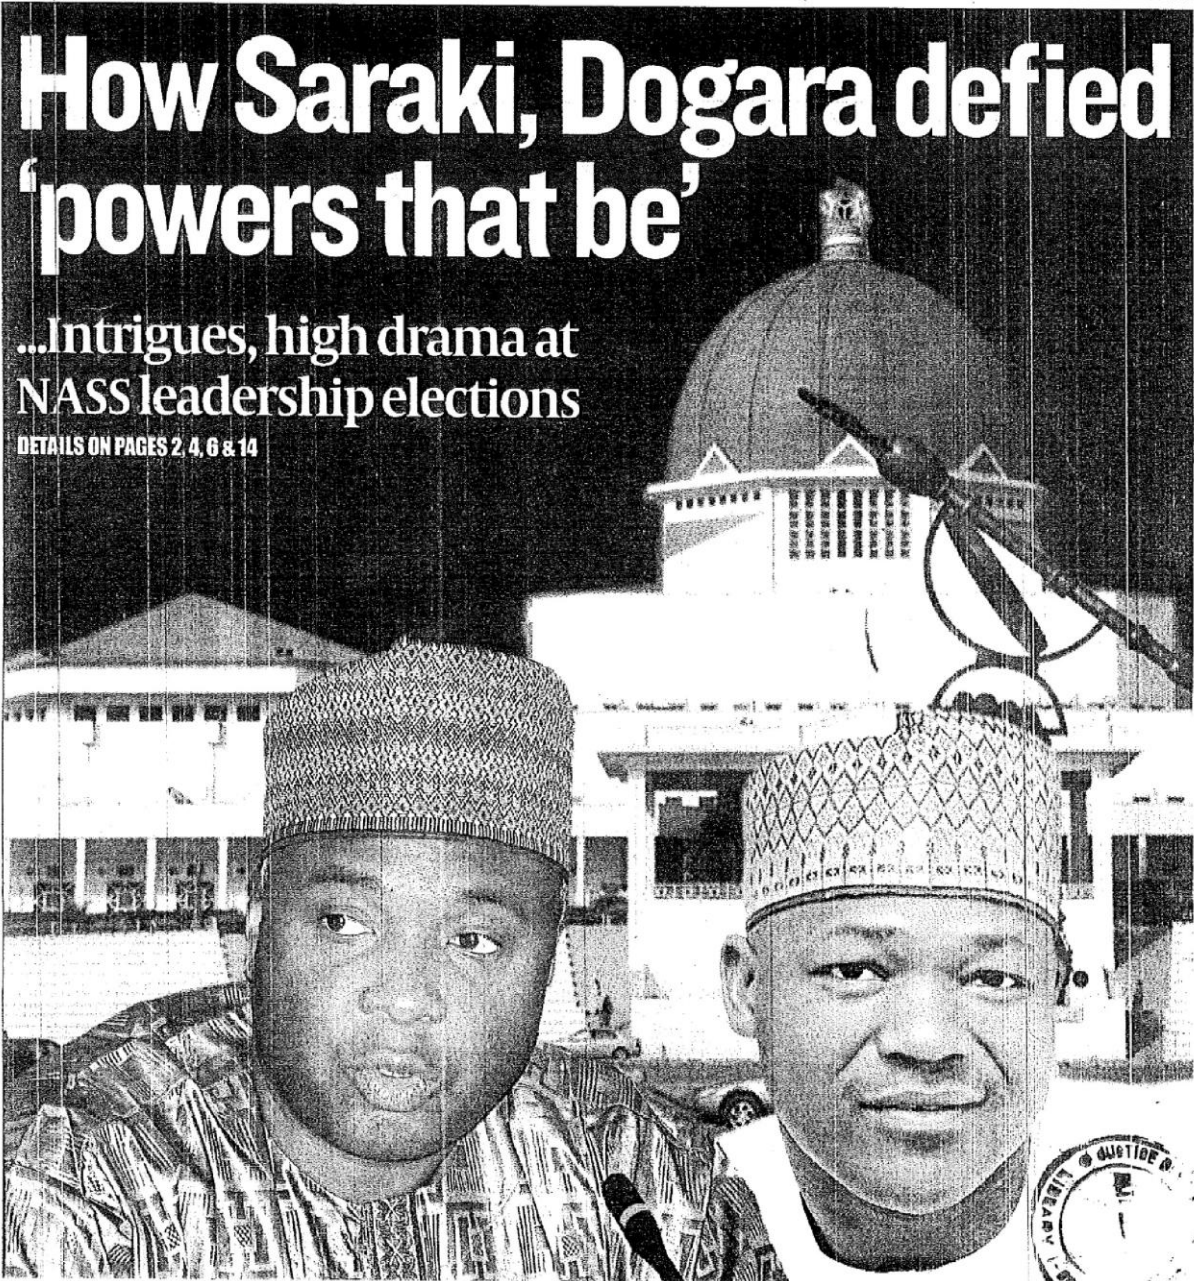 How Saraki, Dogara defied
‘powers that be’
...Intrigues, high drama at
NASS leadership elections
DETAILS ON PAGES 2, 4, 6 & 14
JUSTICE
LIBRARY